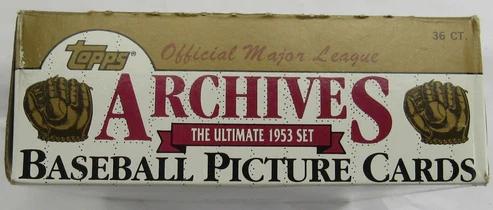 topps® Official Major League 36 CT.
ARCHIVES
THE ULTIMATE 1953 SET
BASEBALL PICTURE CARDS